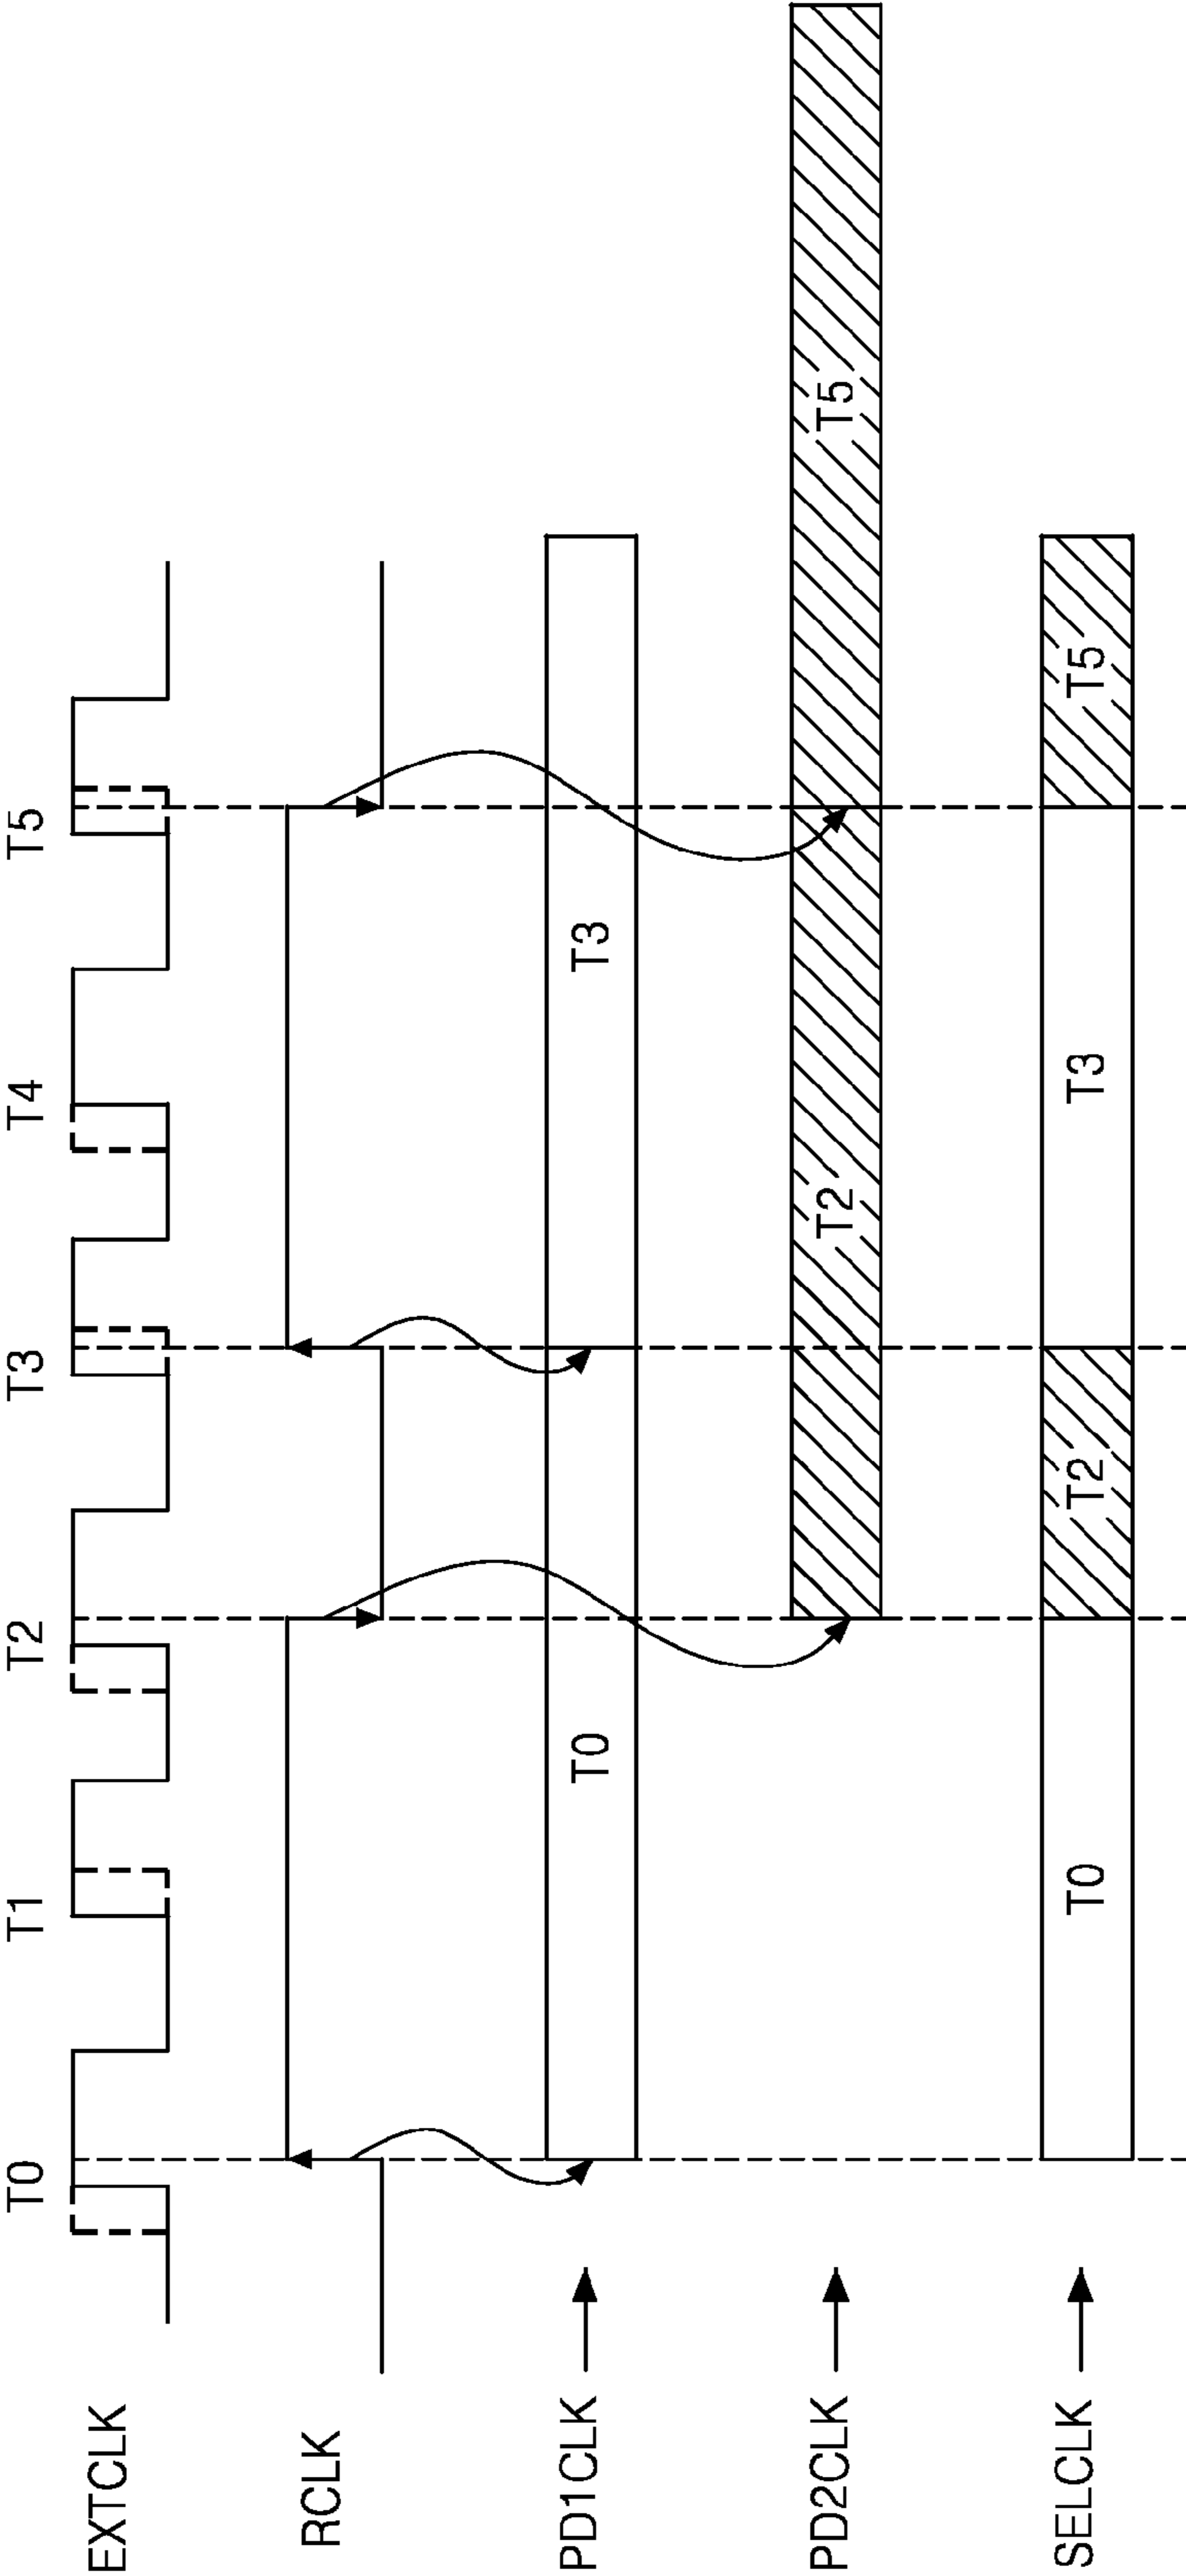 T0 T1 T2 T3 T4 T5
EXTCLK
RCLK
PD1CLK T0 T3
PD2CLK T2 T5
SELCLK T0 T2 T3 T5